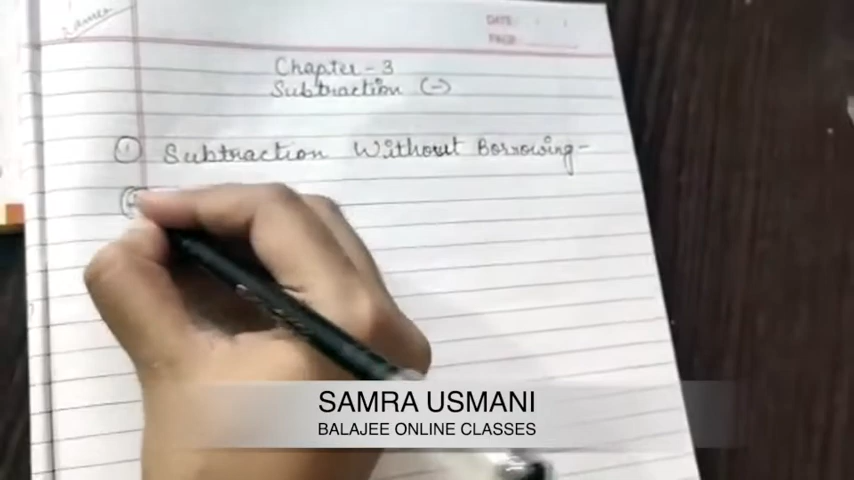 DATE:
PAGE:
Chapter-3
Subtraction (-)
① Subtraction Without Borrowing-
SAMRA USMANI
BALAJEE ONLINE CLASSES